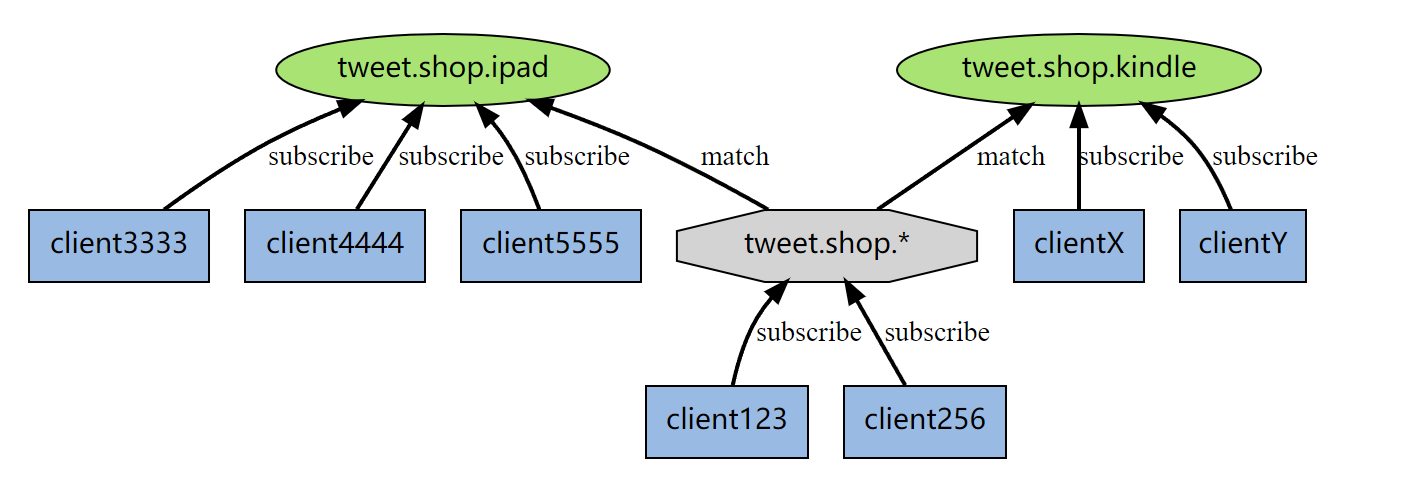 tweet.shop.ipad
tweet.shop.kindle
subscribe
subscribe
subscribe
match
match
subscribe
subscribe
client3333
client4444
client5555
tweet.shop.*
clientX
clientY
subscribe
subscribe
client123
client256